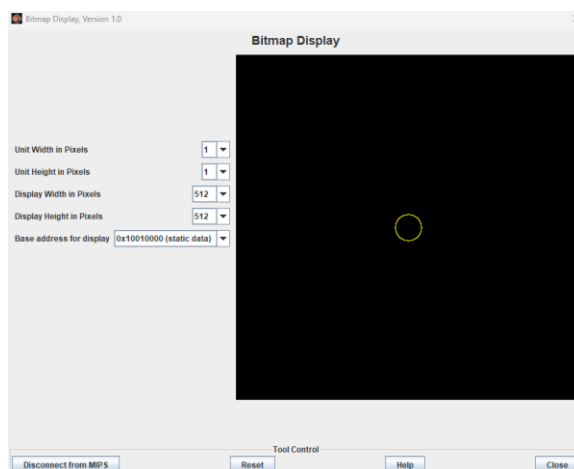 Bitmap Display, Version 1.0
Bitmap Display
Unit Width in Pixels 1
Unit Height in Pixels 1
Display Width in Pixels 512
Display Height in Pixels 512
Base address for display 0x10010000 (static data)
Tool Control
Disconnect from MIPS Reset Help Close